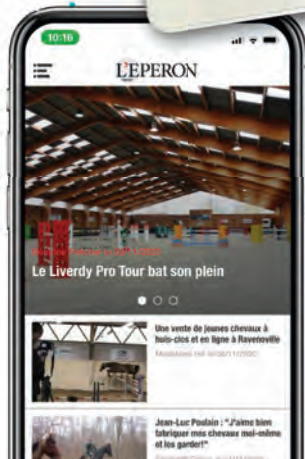 10:16
L'EPERON
Le Liverdy Pro Tour bat son plein
Une vente de jeunes chevaux à
huis-clos et en ligne à Ravenoville
Jean-Luc Poulain : "J'aime bien
fabriquer mes chevaux moi-même
et les garder!"